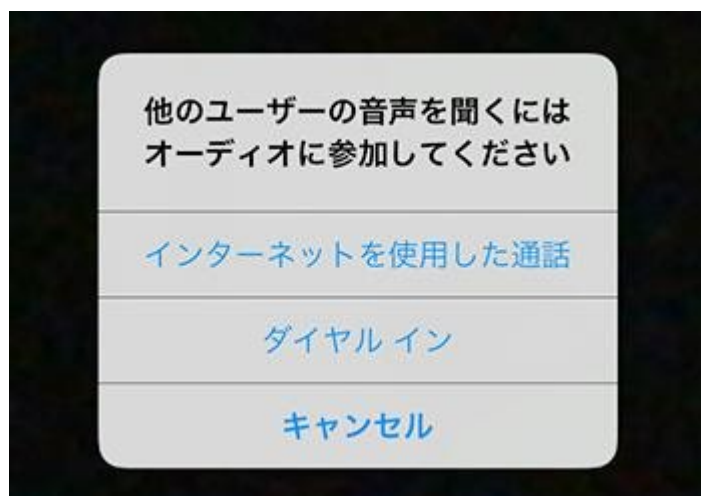 他のユーザーの音声を聞くには
オーディオに参加してください
インターネットを使用した通話
ダイヤル イン
キャンセル